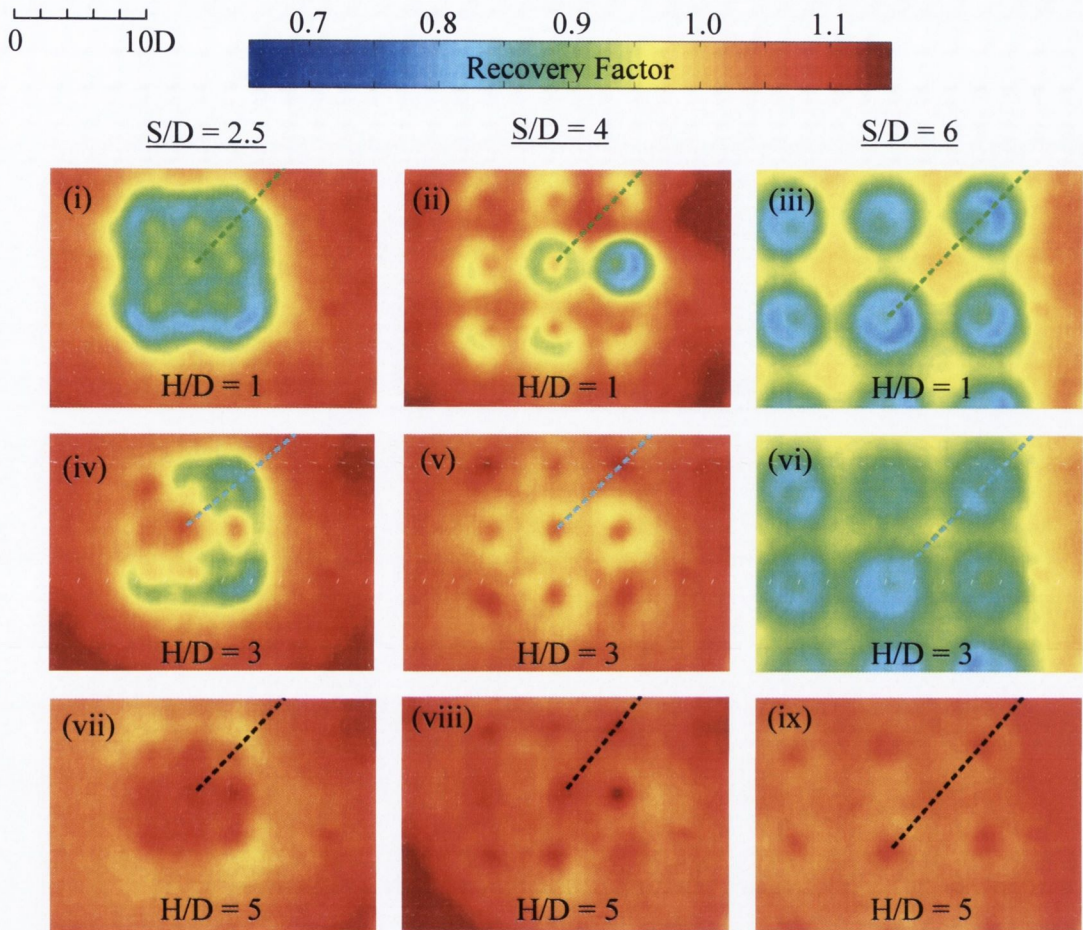 0.7 0.8 0.9 1.0 1.1
0 10D
Recovery Factor
S/D = 2.5 S/D = 4 S/D = 6
(i) (ii) (iii)
H/D = 1 H/D = 1 H/D = 1
(iv) (v) (vi)
H/D = 3 H/D = 3 H/D = 3
(vii) (viii) (ix)
H/D = 5 H/D = 5 H/D = 5